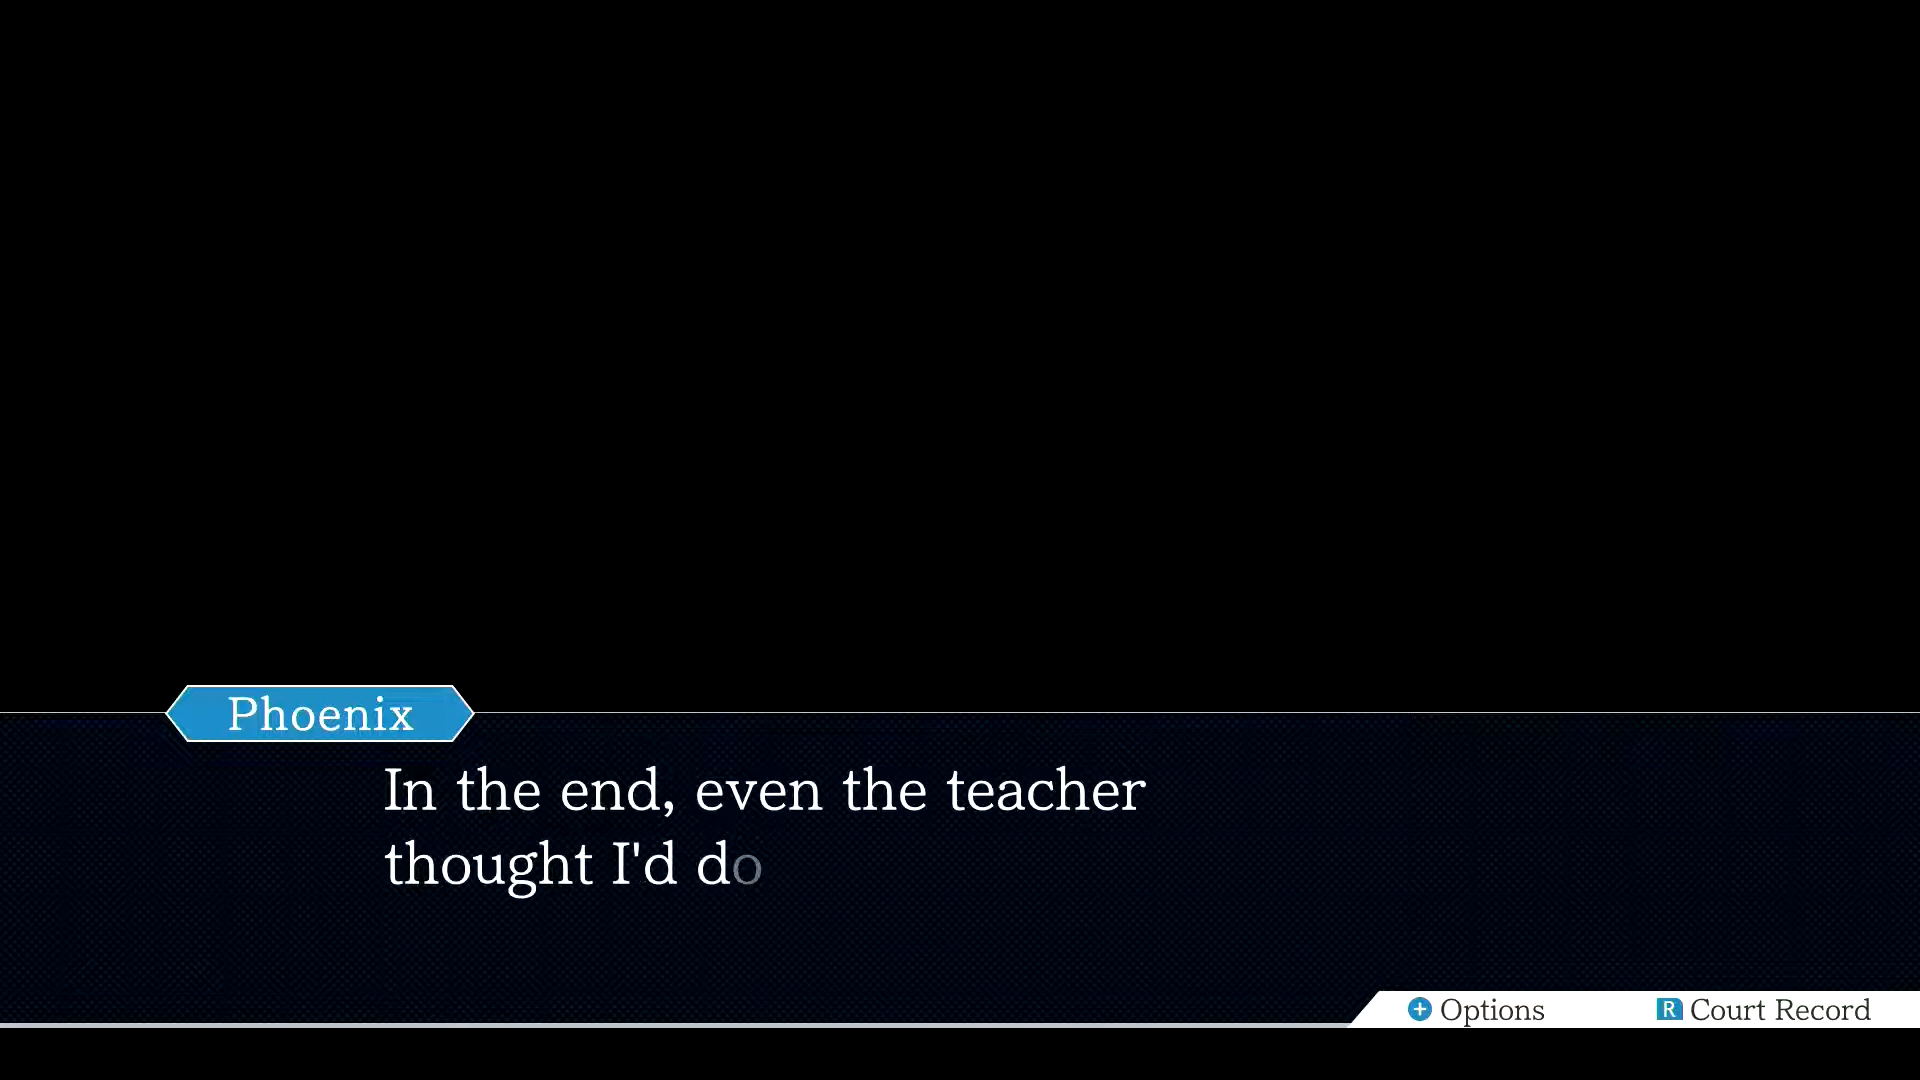 Phoenix
In the end, even the teacher
thought I'd do
+ Options
R Court Record